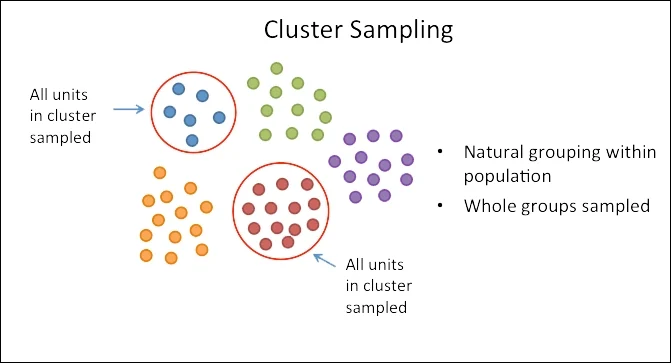 Cluster Sampling
All units
in cluster
sampled
• Natural grouping within
population
• Whole groups sampled
All units
in cluster
sampled